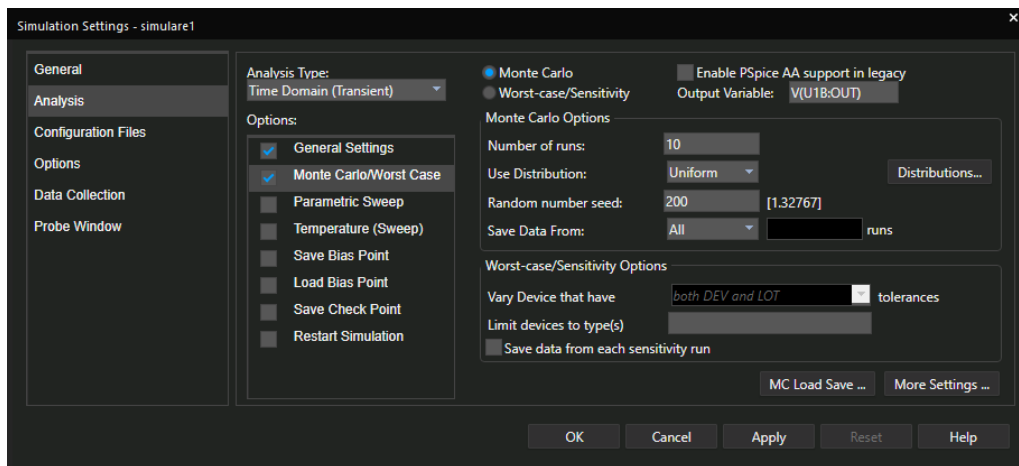 Simulation Settings - simulare1
General
Analysis
Configuration Files
Options
Data Collection
Probe Window
Analysis Type:
Time Domain (Transient)
Options:
General Settings
Monte Carlo/Worst Case
Parametric Sweep
Temperature (Sweep)
Save Bias Point
Load Bias Point
Save Check Point
Restart Simulation
Monte Carlo
Enable PSpice AA support in legacy
Worst-case/Sensitivity
Output Variable: V(U1B:OUT)
Monte Carlo Options
Number of runs: 10
Use Distribution: Uniform Distributions...
Random number seed: 200 [1.32767]
Save Data From: All runs
Worst-case/Sensitivity Options
Vary Device that have both DEV and LOT tolerances
Limit devices to type(s)
Save data from each sensitivity run
MC Load Save ... More Settings ...
OK Cancel Apply Reset Help